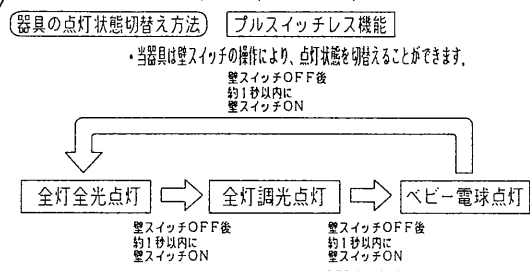 器具の点灯状態切替え方法 プルスイッチレス機能
・当器具は壁スイッチの操作により、点灯状態を切替えることができます。
壁スイッチOFF後
約1秒以内に
壁スイッチON
全灯全光点灯 全灯調光点灯 ベビー電球点灯
壁スイッチOFF後
約1秒以内に
壁スイッチON
壁スイッチOFF後
約1秒以内に
壁スイッチON